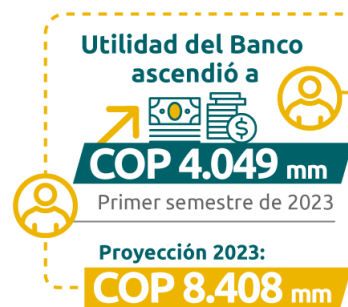 Utilidad del Banco
ascendió a
COP 4.049 mm
Primer semestre de 2023
Proyección 2023:
COP 8.408 mm